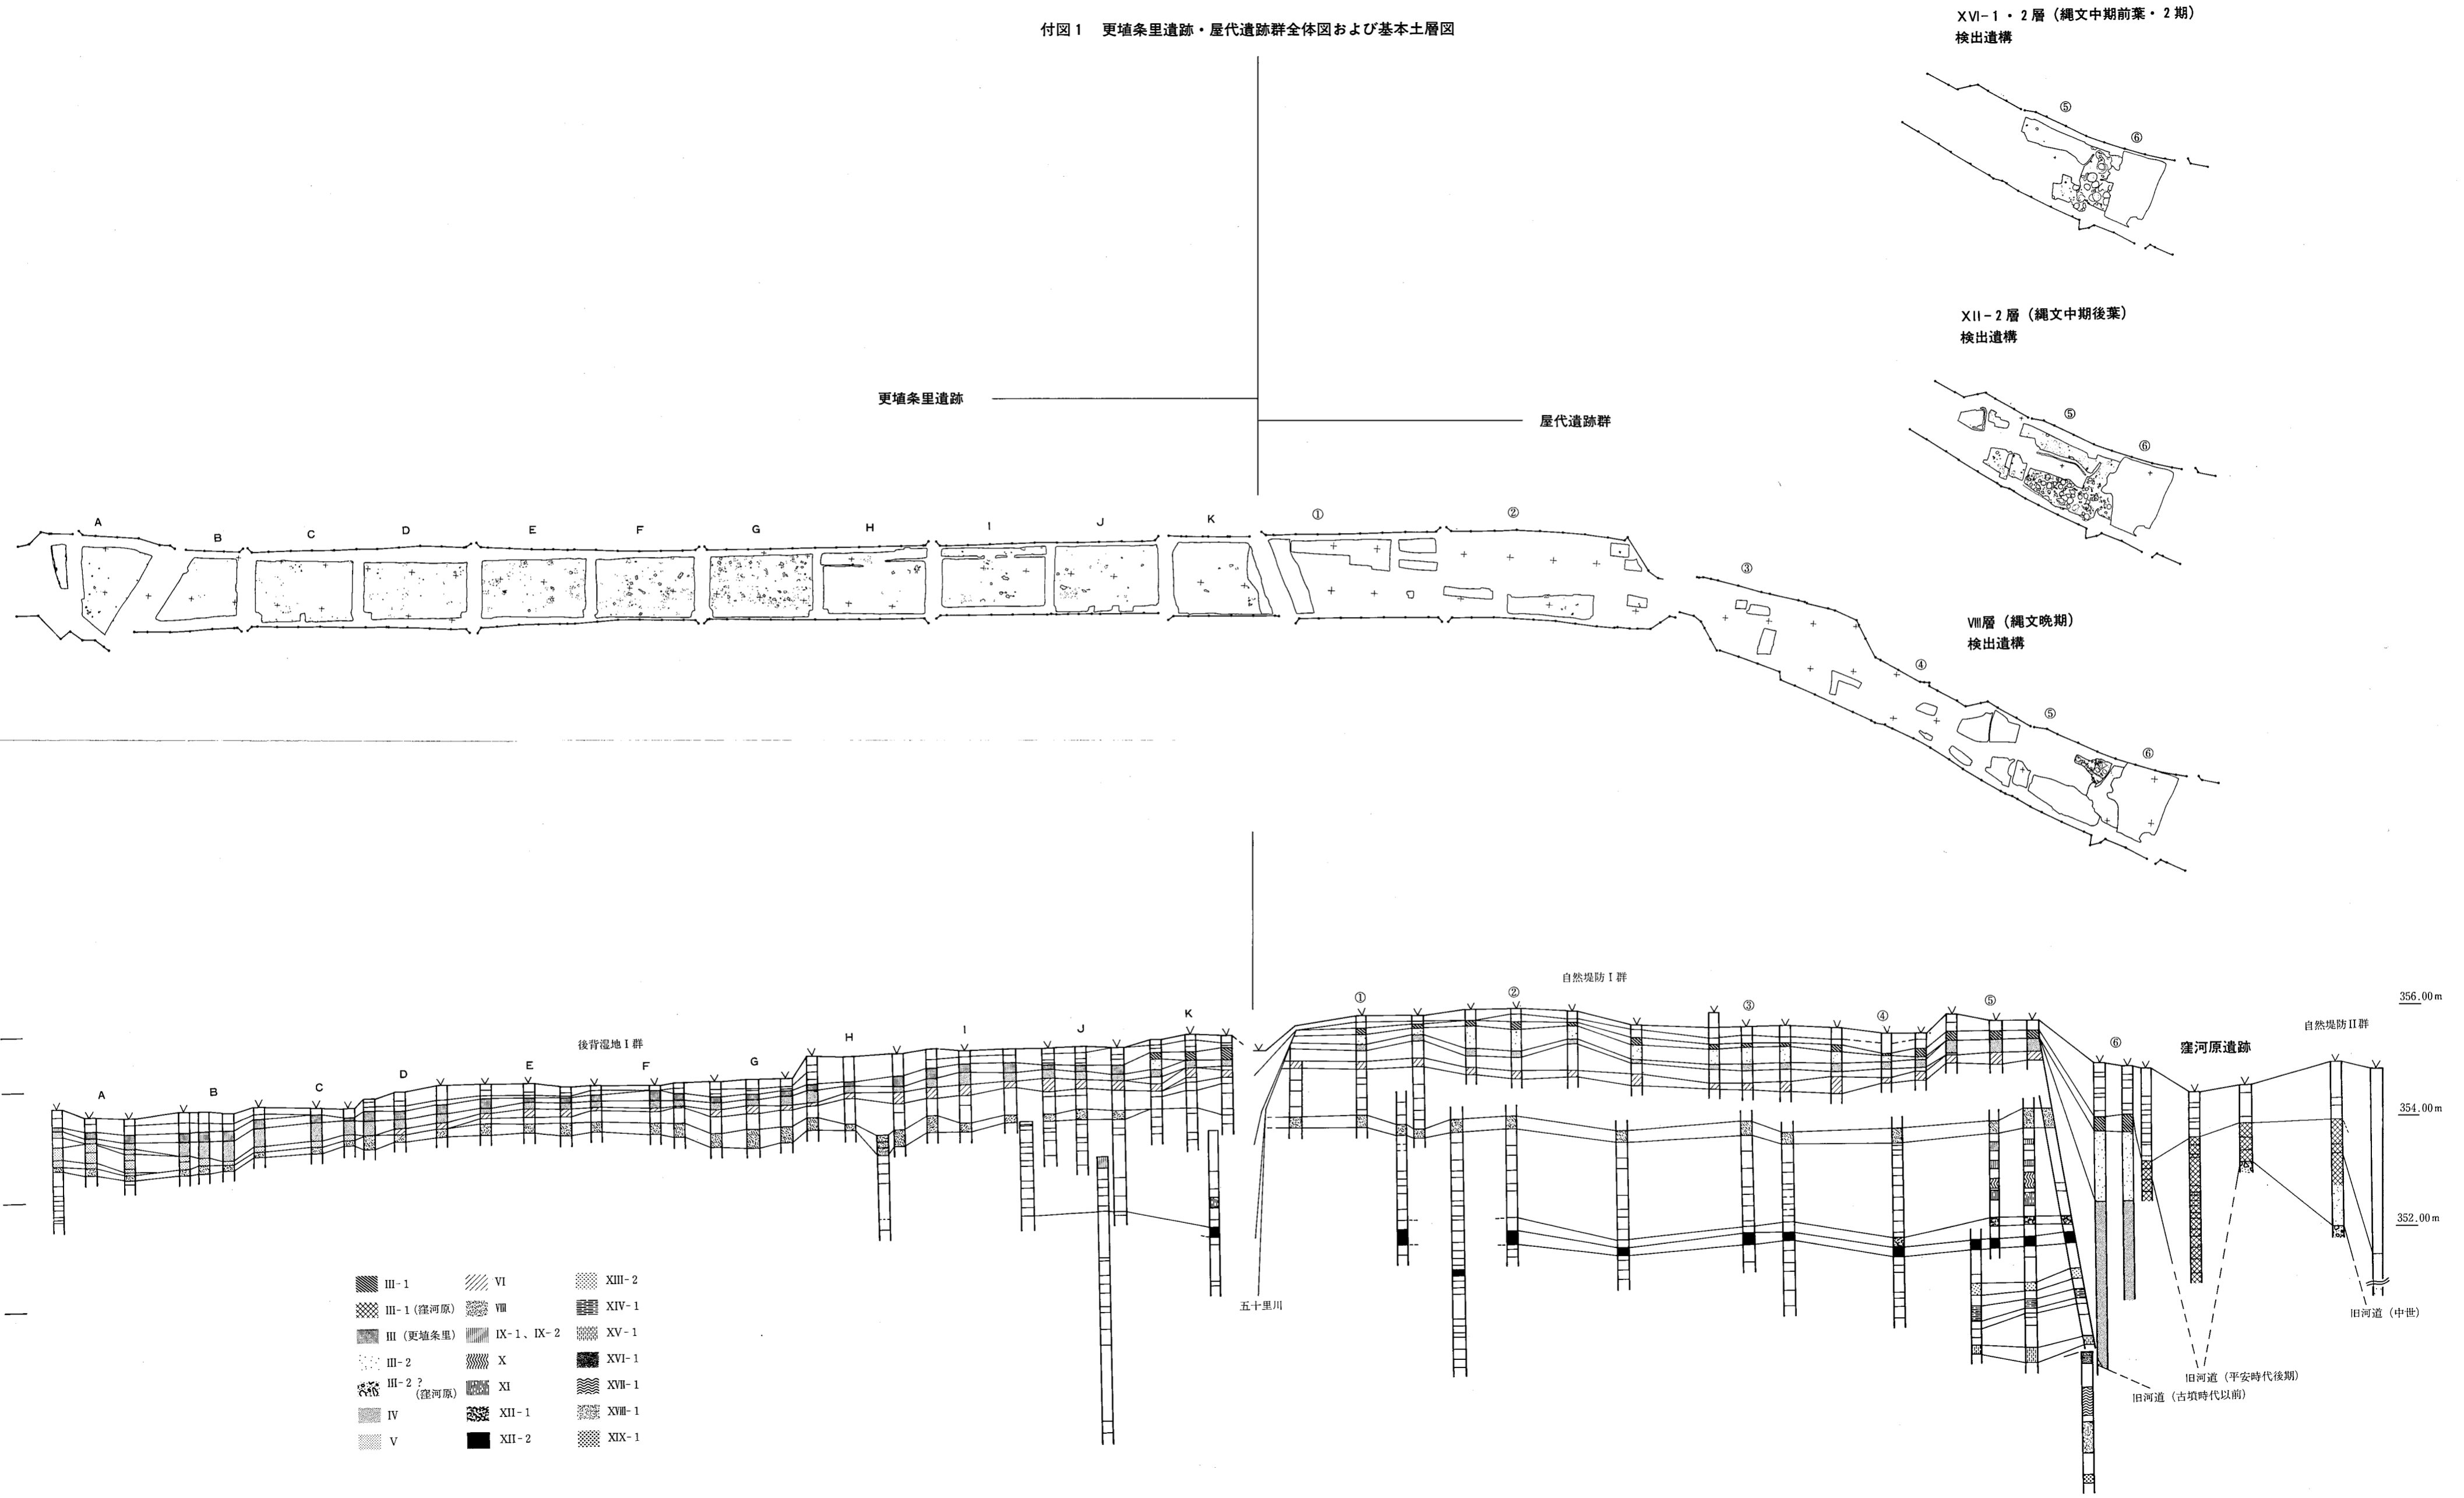 付図1 更埴条里遺跡・屋代遺跡群全体図および基本土層図
XVI-1・2層（縄文中期前葉・2期）
検出遺構
⑤
⑥
XII-2層（縄文中期後葉）
検出遺構
⑤
⑥
更埴条里遺跡
屋代遺跡群
A
B
C
D
E
F
G
H
I
J
K
①
②
③
④
⑤
⑥
VIII層（縄文晩期）
検出遺構
自然堤防I群
後背湿地I群
A
B
C
D
E
F
G
H
I
J
K
①
②
③
④
⑤
⑥
窪河原遺跡
自然堤防II群
356.00m
354.00m
352.00m
五十里川
旧河道（中世）
旧河道（平安時代後期）
旧河道（古墳時代以前）
III-1
III-1（窪河原）
III（更埴条里）
III-2
III-2？（窪河原）
IV
V
VI
VIII
IX-1、IX-2
X
XI
XII-1
XII-2
XIII-2
XIV-1
XV-1
XVI-1
XVII-1
XVIII-1
XIX-1